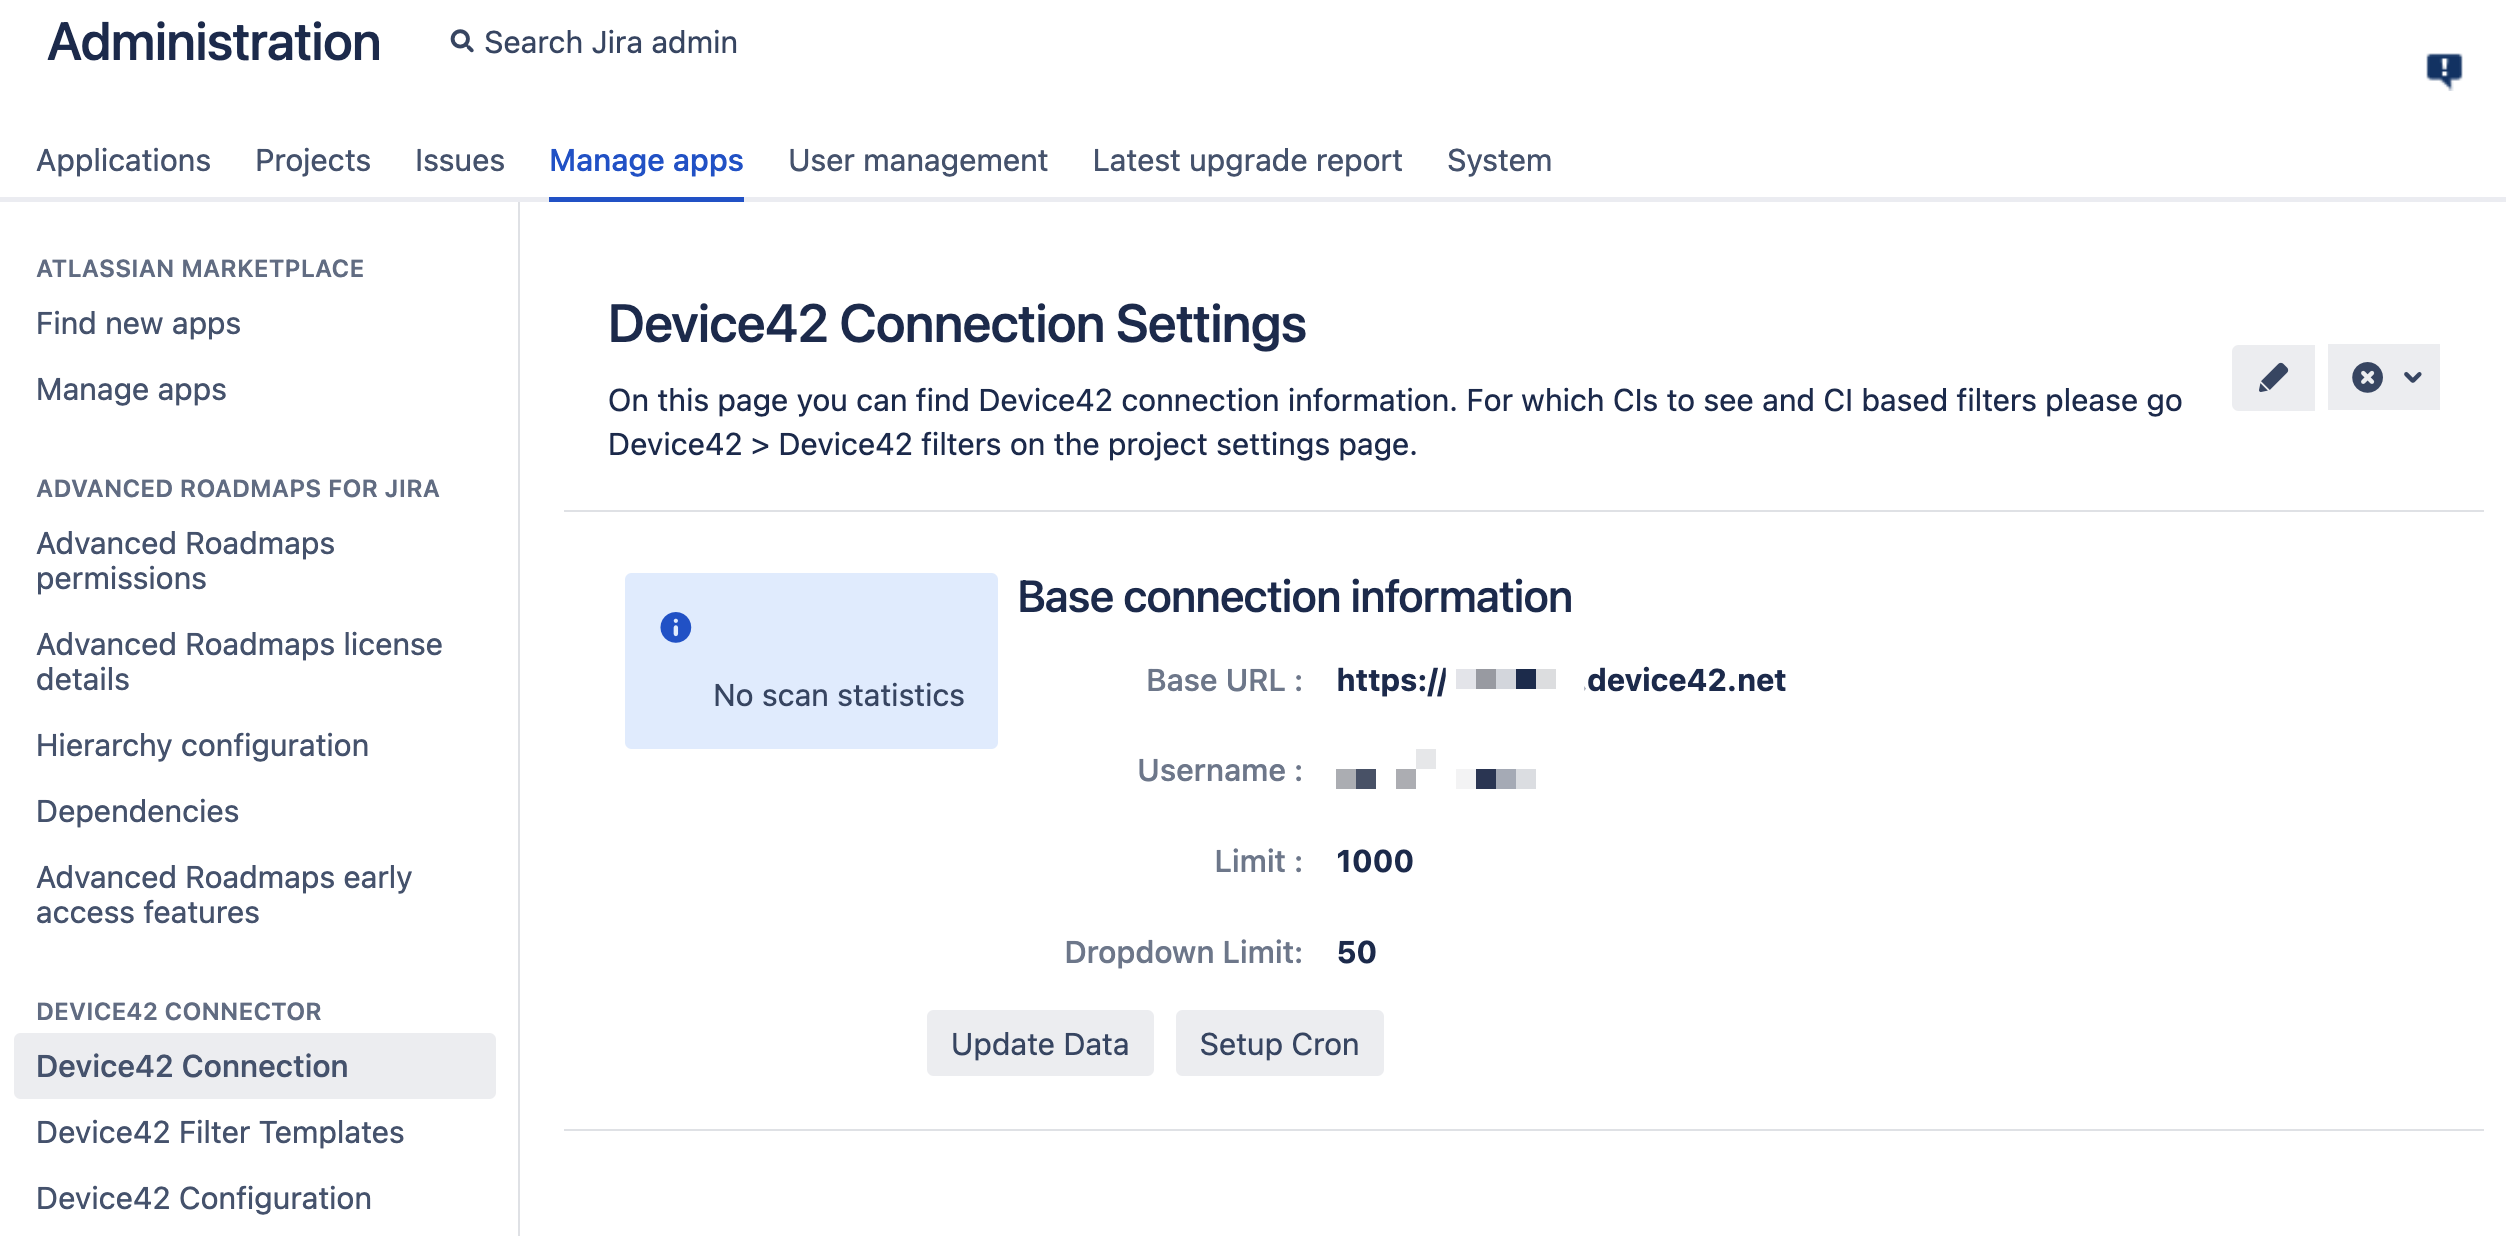 Administration
Search Jira admin
Applications Projects Issues Manage apps User management Latest upgrade report System
ATLASSIAN MARKETPLACE
Find new apps
Manage apps
ADVANCED ROADMAPS FOR JIRA
Advanced Roadmaps
permissions
Advanced Roadmaps license
details
Hierarchy configuration
Dependencies
Advanced Roadmaps early
access features
DEVICE42 CONNECTOR
Device42 Connection
Device42 Filter Templates
Device42 Configuration
Device42 Connection Settings
On this page you can find Device42 connection information. For which CIs to see and CI based filters please go
Device42 > Device42 filters on the project settings page.
No scan statistics
Base connection information
Base URL : https:// .device42.net
Username :
Limit : 1000
Dropdown Limit: 50
Update Data Setup Cron